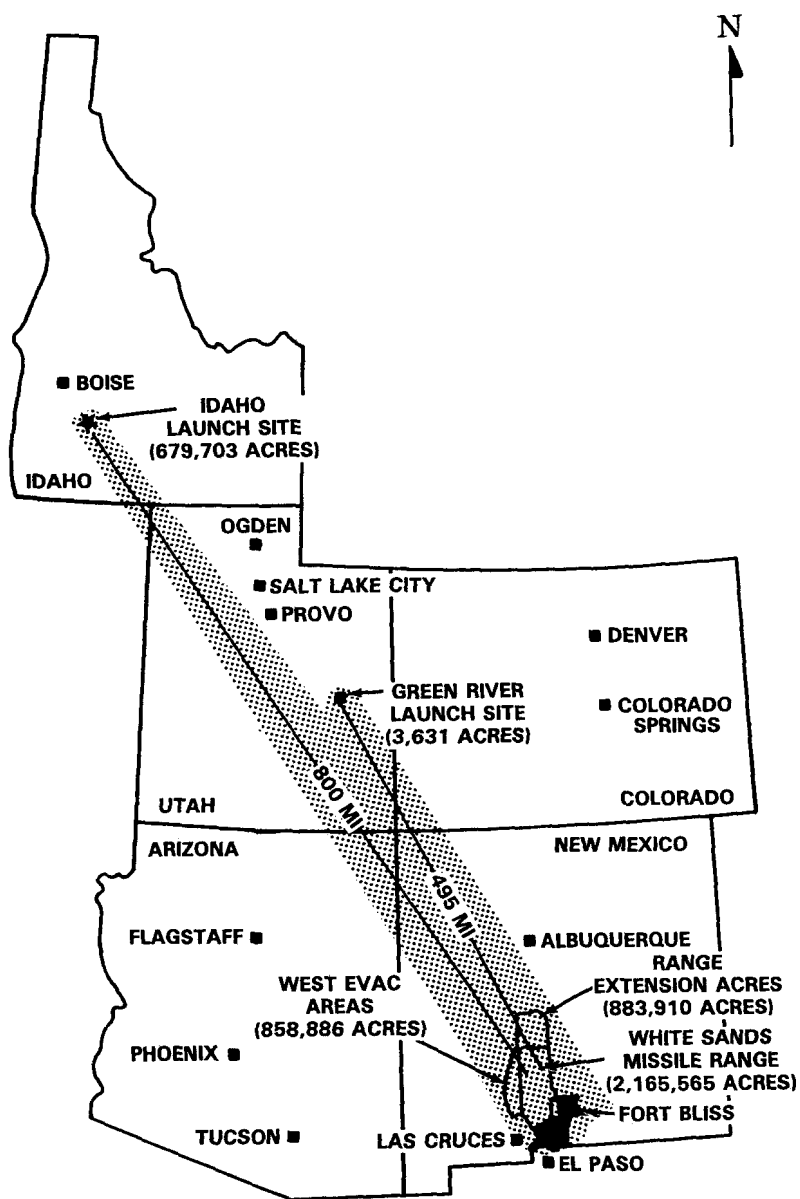 N
BOISE
IDAHO
LAUNCH SITE
(679,703 ACRES)
IDAHO
OGDEN
SALT LAKE CITY
PROVO
DENVER
GREEN RIVER
LAUNCH SITE
(3,631 ACRES)
COLORADO
SPRINGS
800 MI
UTAH
COLORADO
ARIZONA
NEW MEXICO
495 MI
FLAGSTAFF
ALBUQUERQUE
RANGE
EXTENSION ACRES
(883,910 ACRES)
WEST EVAC
AREAS
(858,886 ACRES)
WHITE SANDS
MISSILE RANGE
(2,165,565 ACRES)
PHOENIX
FORT BLISS
TUCSON
LAS CRUCES
EL PASO